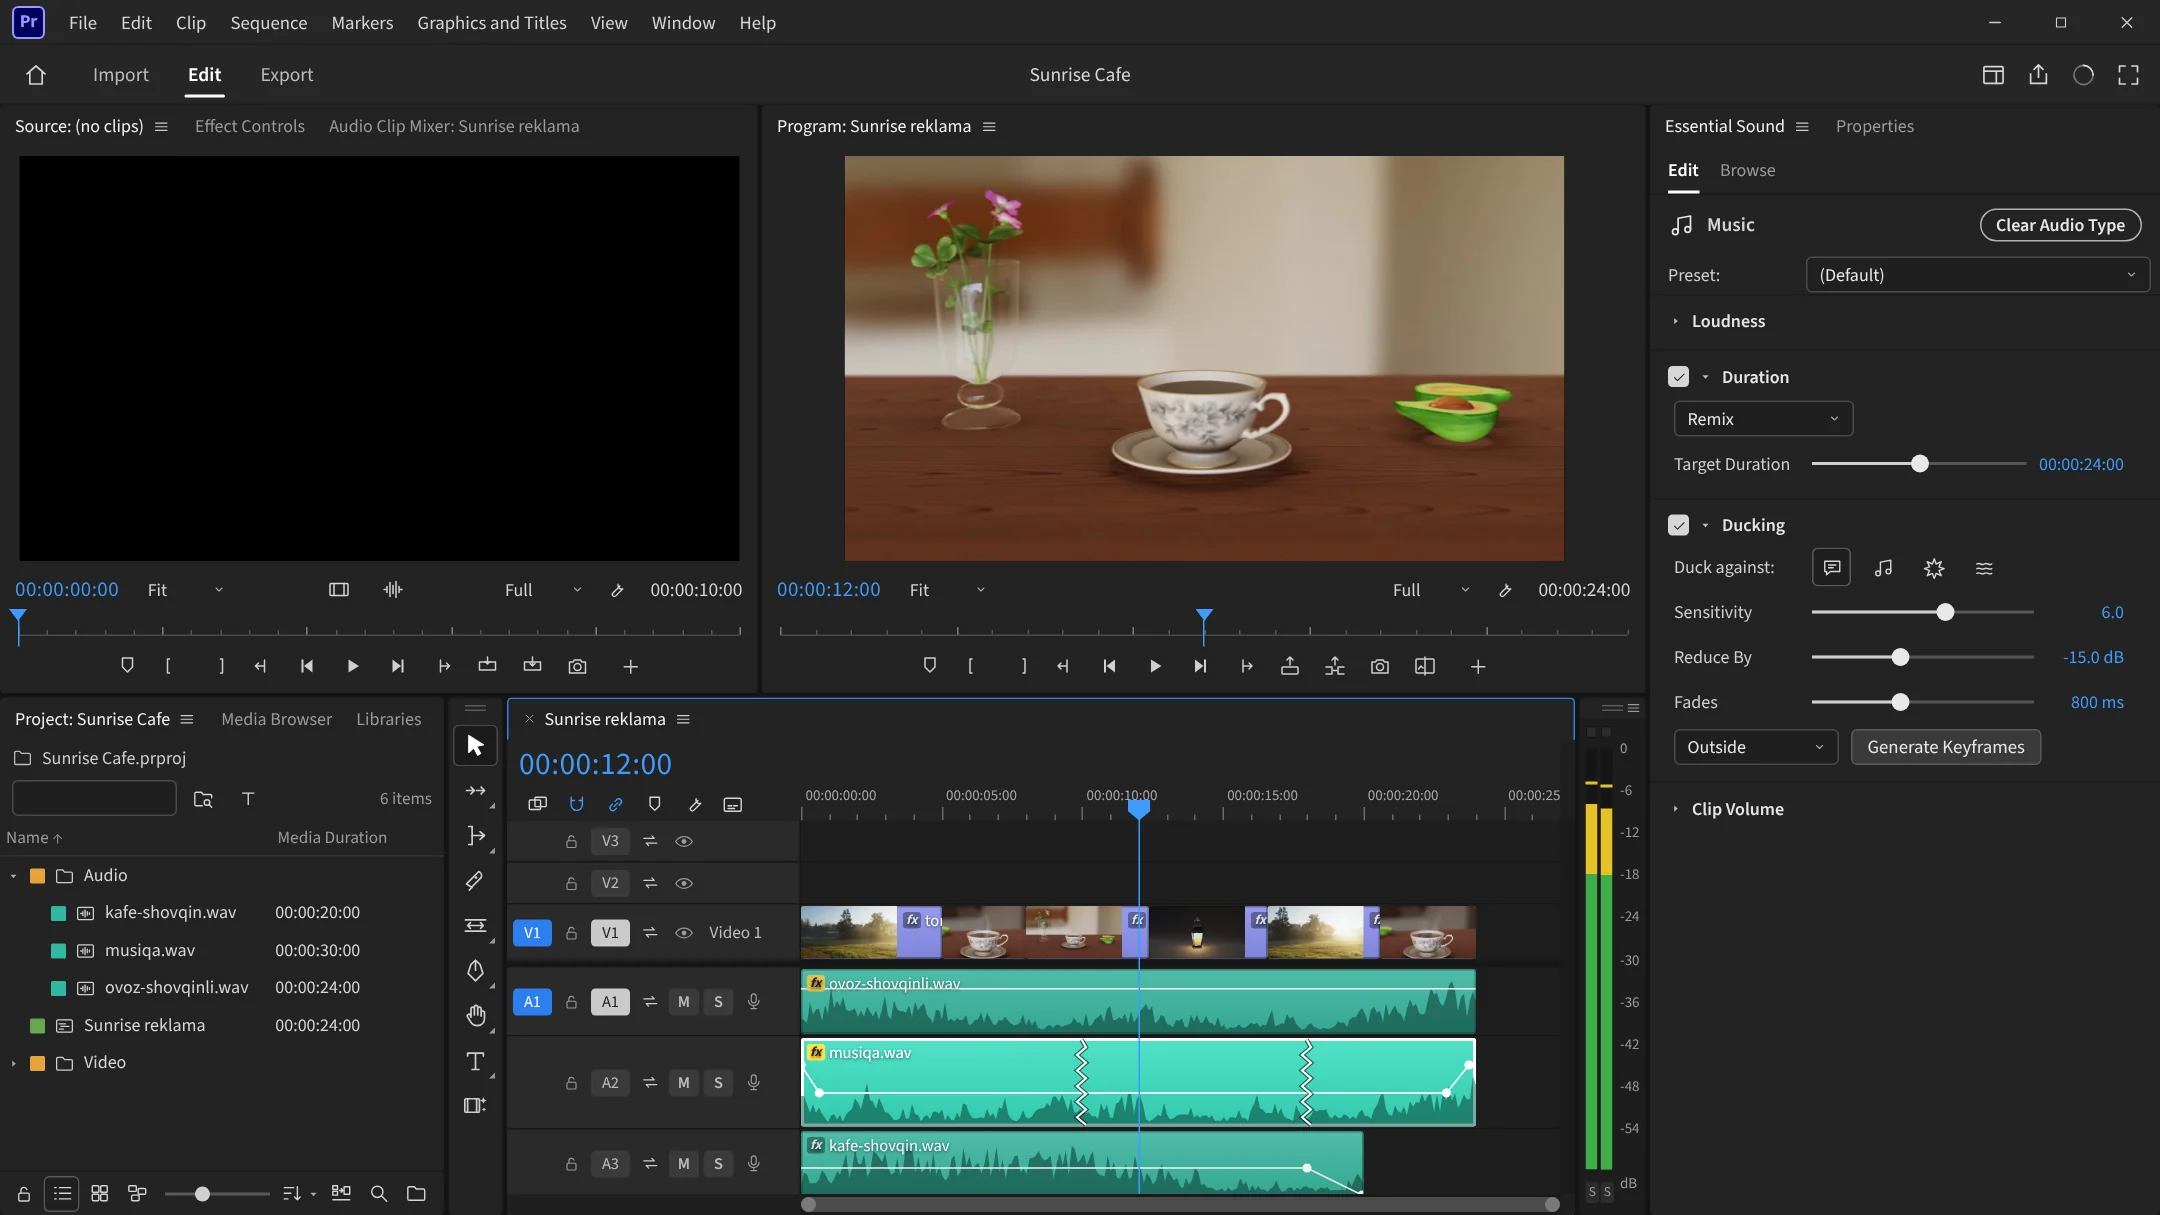 Pr File Edit Clip Sequence Markers Graphics and Titles View Window Help
Import Edit Export Sunrise Cafe
Source: (no clips) Effect Controls Audio Clip Mixer: Sunrise reklama
Program: Sunrise reklama
Essential Sound Properties
Edit Browse
Music Clear Audio Type
Preset: (Default)
Loudness
Duration
Remix
Target Duration 00:00:24:00
Ducking
Duck against:
Sensitivity 6.0
Reduce By -15.0 dB
Fades 800 ms
Outside Generate Keyframes
Clip Volume
00:00:00:00 Fit Full 00:00:10:00
00:00:12:00 Fit Full 00:00:24:00
Project: Sunrise Cafe Media Browser Libraries
Sunrise Cafe.prproj
6 items
Name Media Duration
Audio
kafe-shovqin.wav 00:00:20:00
musiqa.wav 00:00:30:00
ovoz-shovqinli.wav 00:00:24:00
Sunrise reklama 00:00:24:00
Video
Sunrise reklama
00:00:12:00
00:00:00:00 00:00:05:00 00:00:10:00 00:00:15:00 00:00:20:00 00:00:25
V3
V2
V1 V1 Video 1
fx fx fx
A1 A1 M S
fx ovoz-shovqinli.wav
A2 M S
fx musiqa.wav
A3 M S
fx kafe-shovqin.wav
0
-6
-12
-18
-24
-30
-36
-42
-48
-54
dB
S S